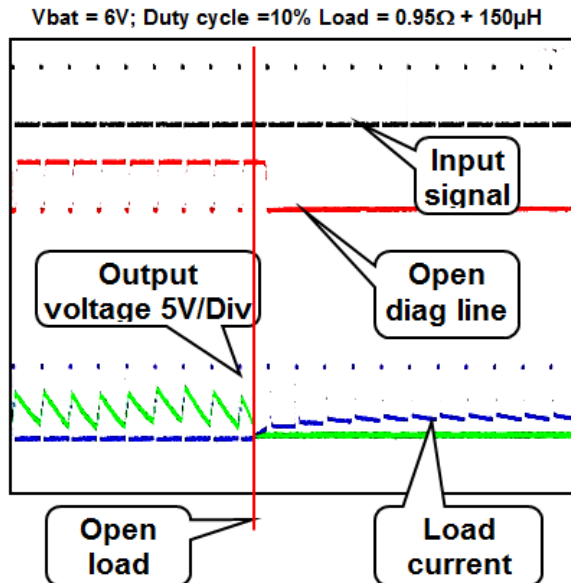 Vbat = 6V; Duty cycle =10% Load = 0.95Ω + 150µH
Input
signal
Output
voltage 5V/Div
Open
diag line
Open
load
Load
current